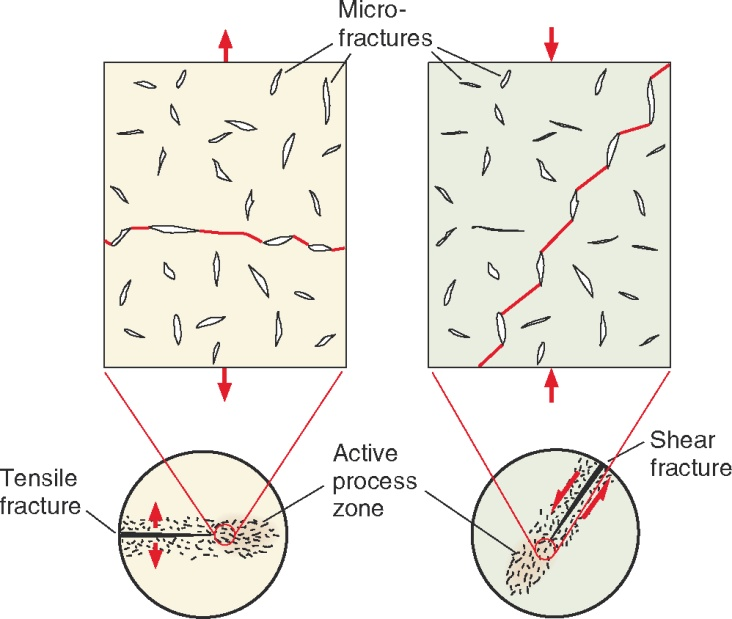 Micro-
fractures
Tensile
fracture
Active
process
zone
Shear
fracture